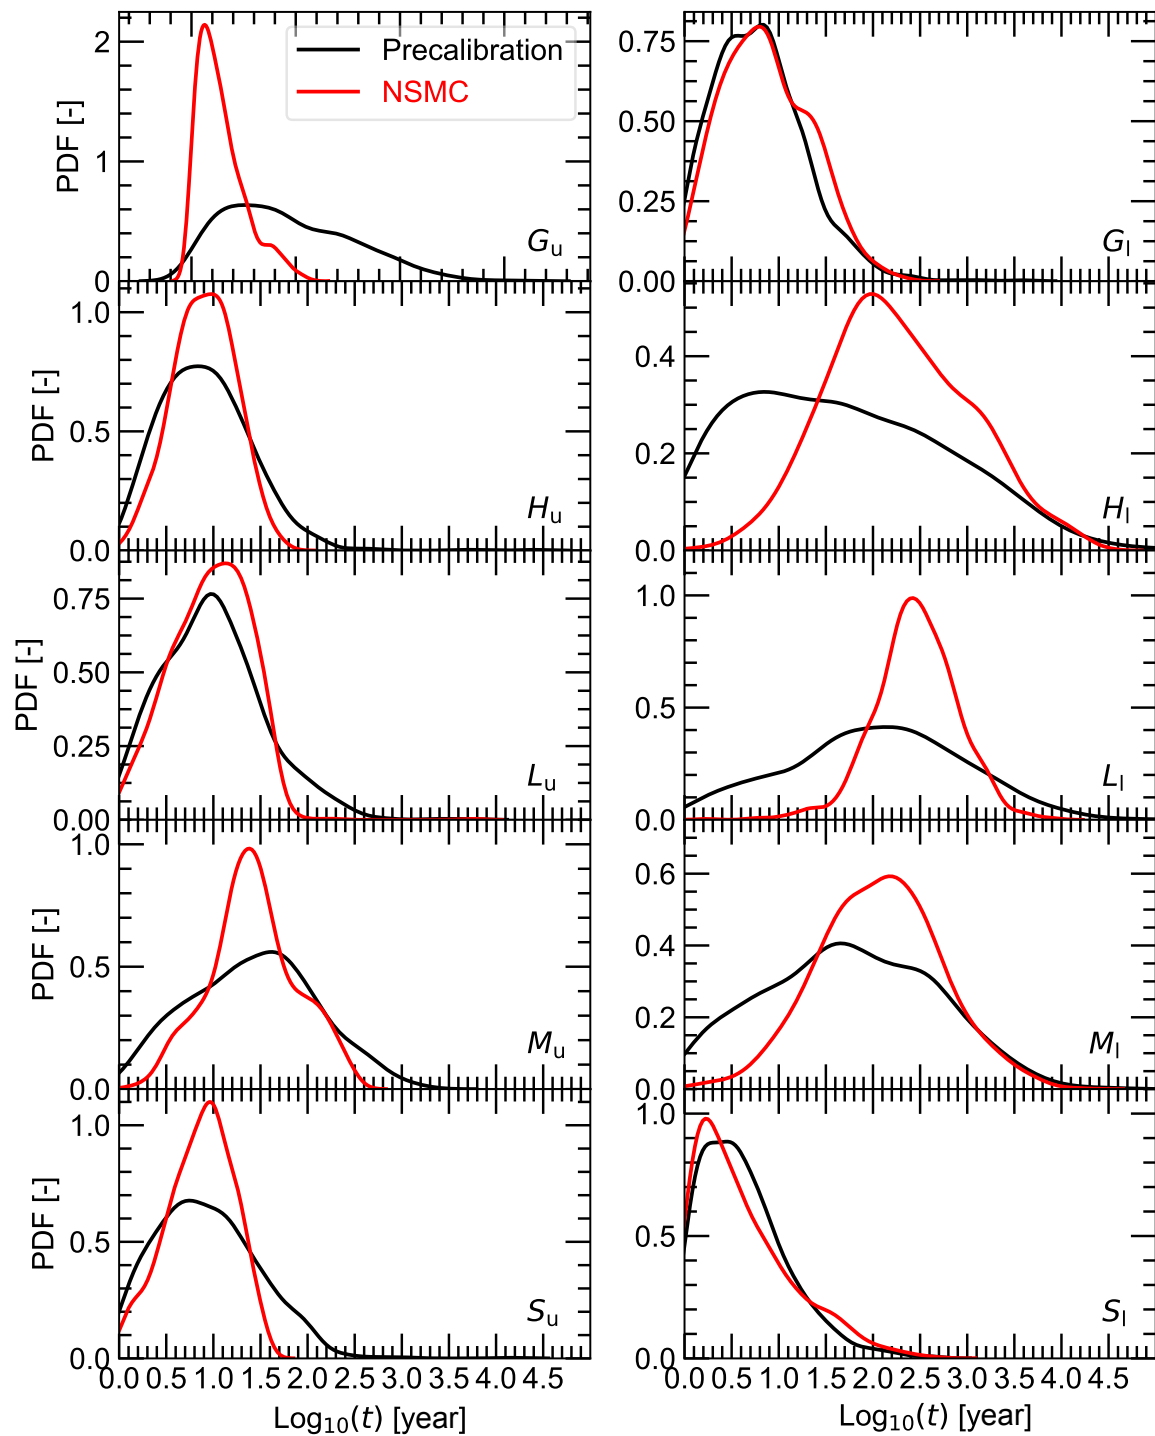 Precalibration
NSMC
PDF [-]
2
1
0
G_u
0.75
0.50
0.25
0.00
G_l
PDF [-]
1.0
0.5
0.0
H_u
0.4
0.2
0.0
H_l
PDF [-]
0.75
0.50
0.25
0.00
L_u
1.0
0.5
0.0
L_l
PDF [-]
1.0
0.5
0.0
M_u
0.6
0.4
0.2
0.0
M_l
PDF [-]
1.0
0.5
0.0
S_u
1.0
0.5
0.0
S_l
0.0 0.5 1.0 1.5 2.0 2.5 3.0 3.5 4.0 4.5
Log₁₀(t) [year]
0.0 0.5 1.0 1.5 2.0 2.5 3.0 3.5 4.0 4.5
Log₁₀(t) [year]